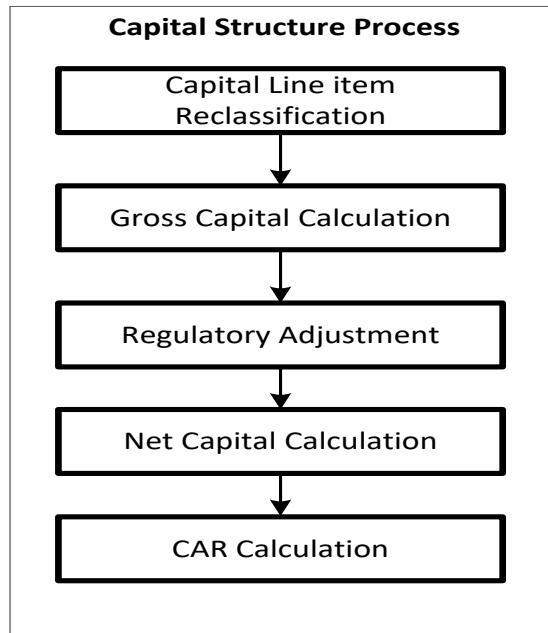 Capital Structure Process
Capital Line item
Reclassification
Gross Capital Calculation
Regulatory Adjustment
Net Capital Calculation
CAR Calculation